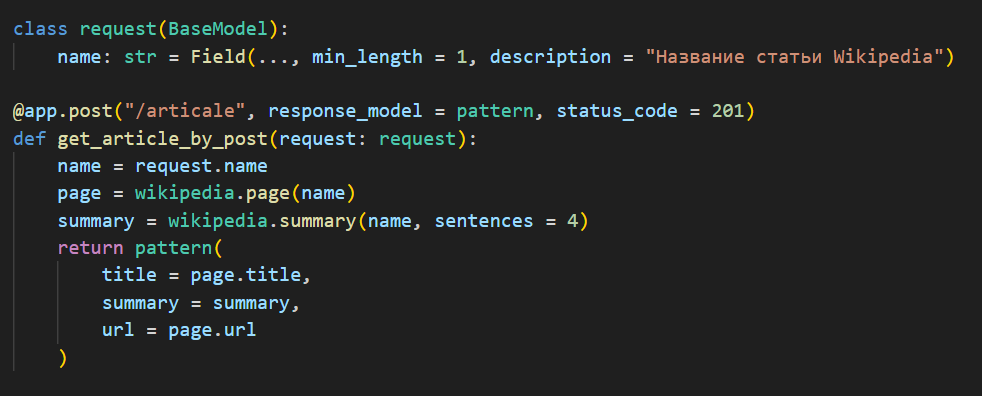 class request(BaseModel):
    name: str = Field(..., min_length = 1, description = "Название статьи Wikipedia")
@app.post("/articale", response_model = pattern, status_code = 201)
def get_article_by_post(request: request):
    name = request.name
    page = wikipedia.page(name)
    summary = wikipedia.summary(name, sentences = 4)
    return pattern(
        title = page.title,
        summary = summary,
        url = page.url
    )